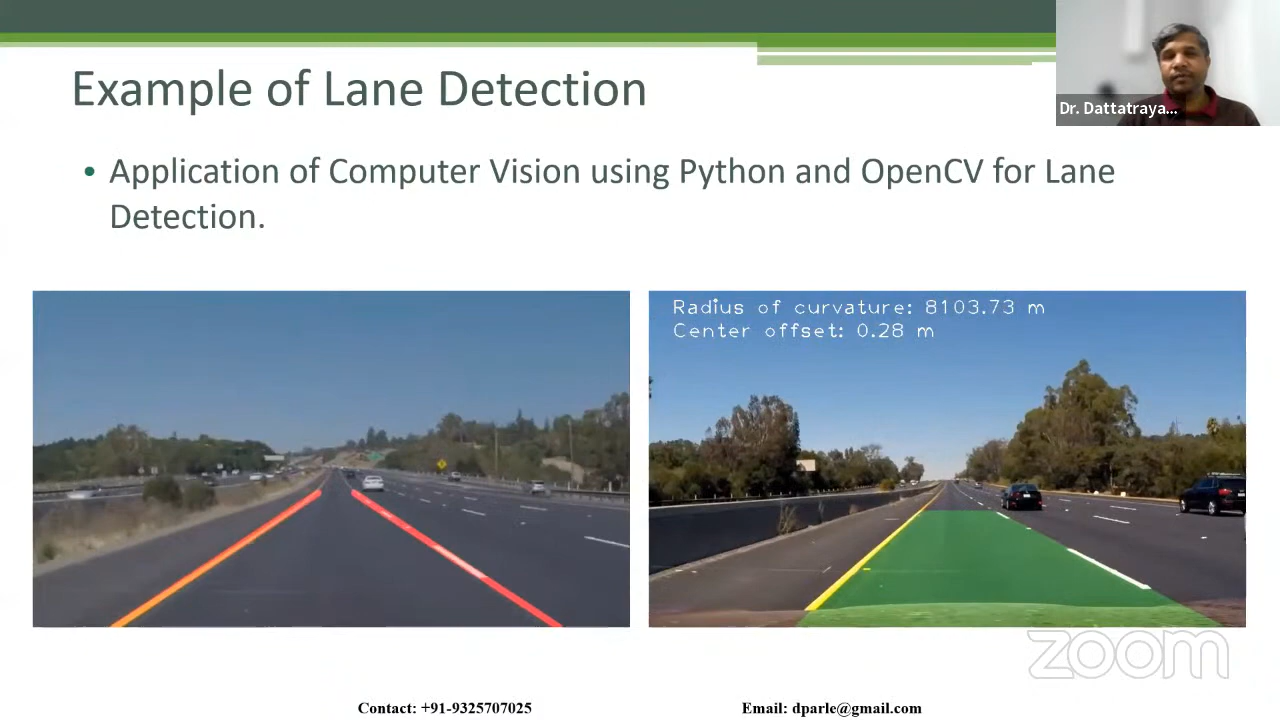 Example of Lane Detection
Dr. Dattatraya...
• Application of Computer Vision using Python and OpenCV for Lane
Detection.
Radius of curvature: 8103.73 m
Center offset: 0.28 m
zoom
Contact: +91-9325707025
Email: dparle@gmail.com